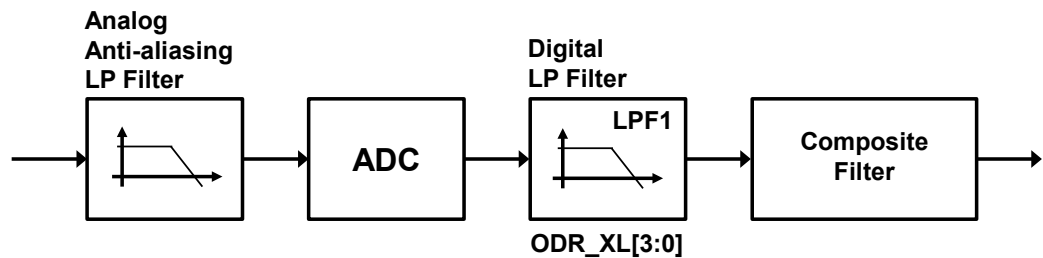 Analog
Anti-aliasing
LP Filter
ADC
Digital
LP Filter
LPF1
ODR_XL[3:0]
Composite
Filter